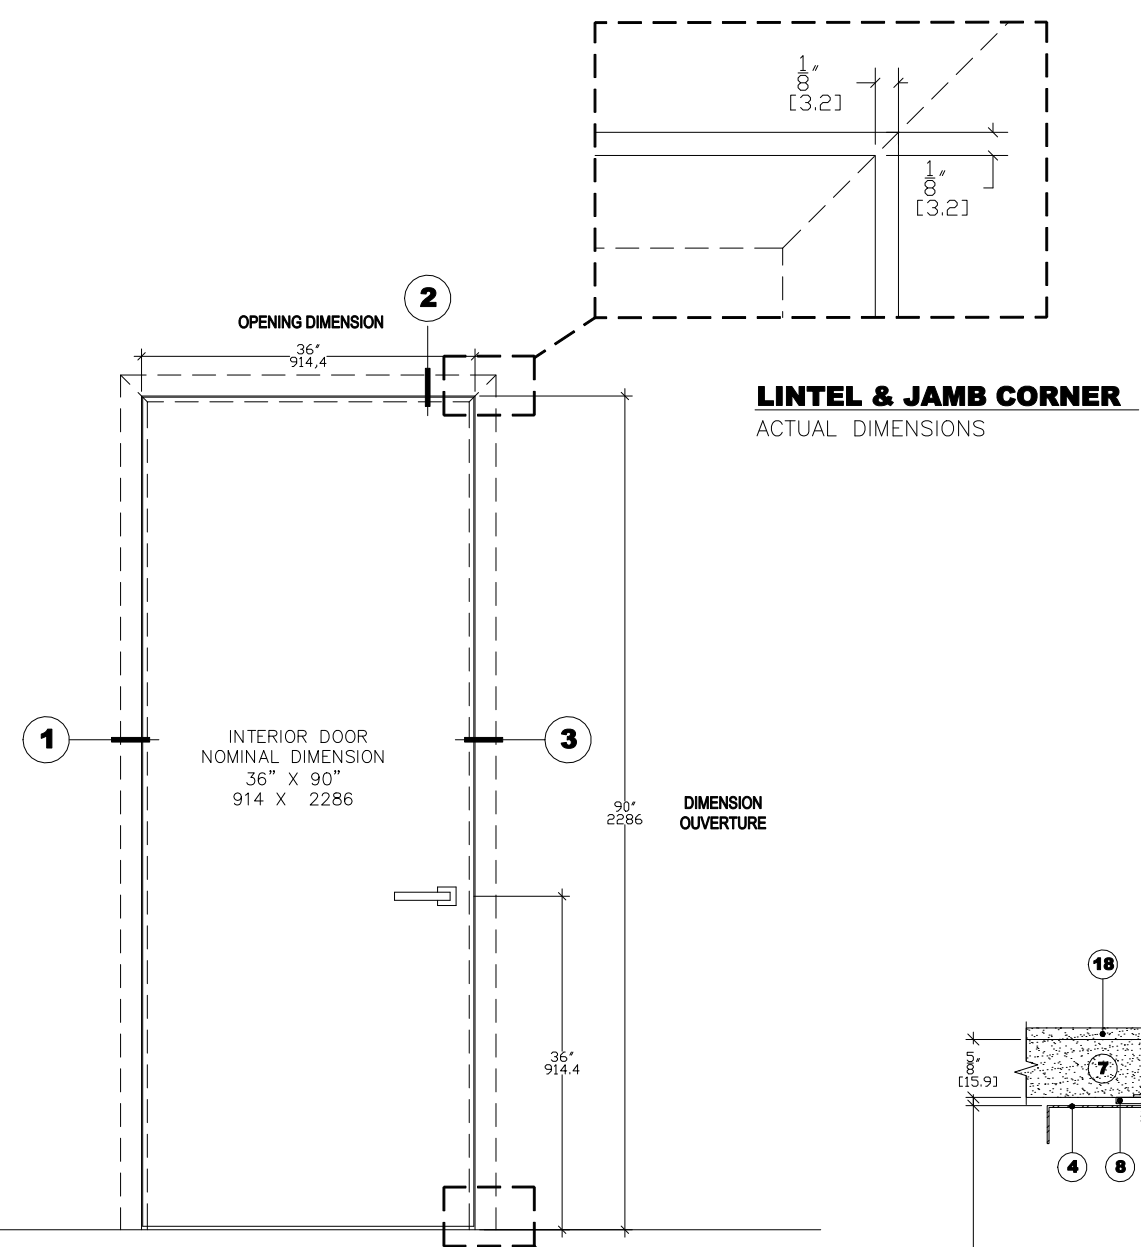 1/8"
[3.2]
1/8"
[3.2]
2
OPENING DIMENSION
36"
914,4
LINTEL & JAMB CORNER
ACTUAL DIMENSIONS
1
INTERIOR DOOR
NOMINAL DIMENSION
36” X 90”
914 X 2286
3
90"
2286
DIMENSION
OUVERTURE
36"
914.4
18
5/8"
[15.9]
7
4
8